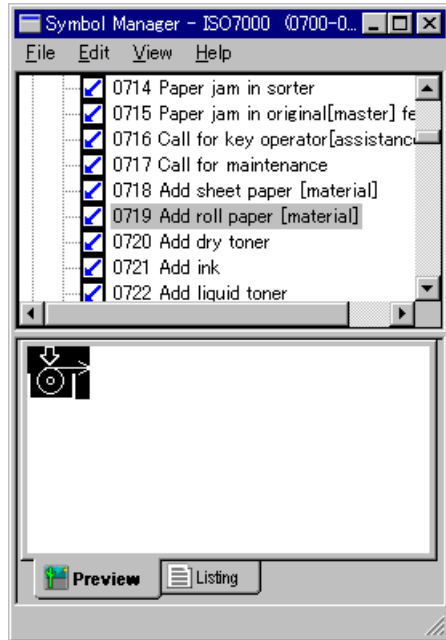 Symbol Manager - ISO7000 (0700-0...
File Edit View Help
0714 Paper jam in sorter
0715 Paper jam in original[master] fe
0716 Call for key operator[assistanc
0717 Call for maintenance
0718 Add sheet paper [material]
0719 Add roll paper [material]
0720 Add dry toner
0721 Add ink
0722 Add liquid toner
Preview Listing